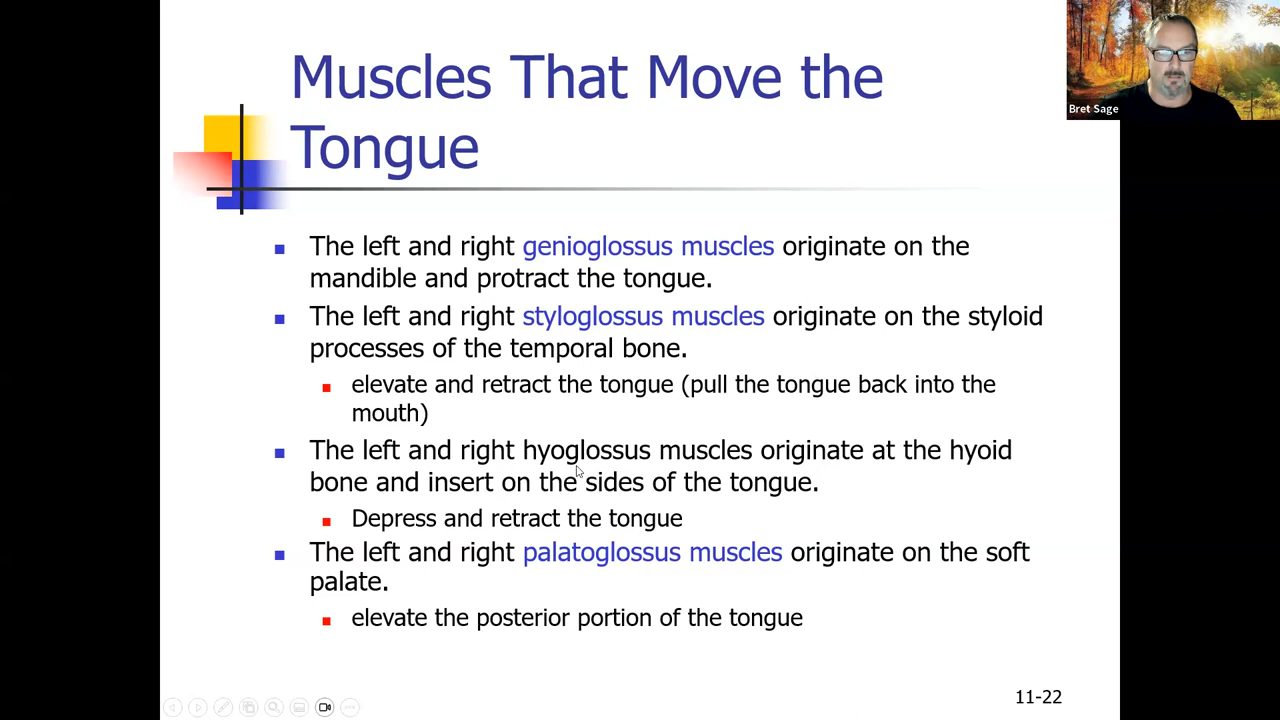 Muscles That Move the
Tongue
Bret Sage
The left and right genioglossus muscles originate on the
mandible and protract the tongue.
The left and right styloglossus muscles originate on the styloid
processes of the temporal bone.
elevate and retract the tongue (pull the tongue back into the
mouth)
The left and right hyoglossus muscles originate at the hyoid
bone and insert on the sides of the tongue.
Depress and retract the tongue
The left and right palatoglossus muscles originate on the soft
palate.
elevate the posterior portion of the tongue
11-22